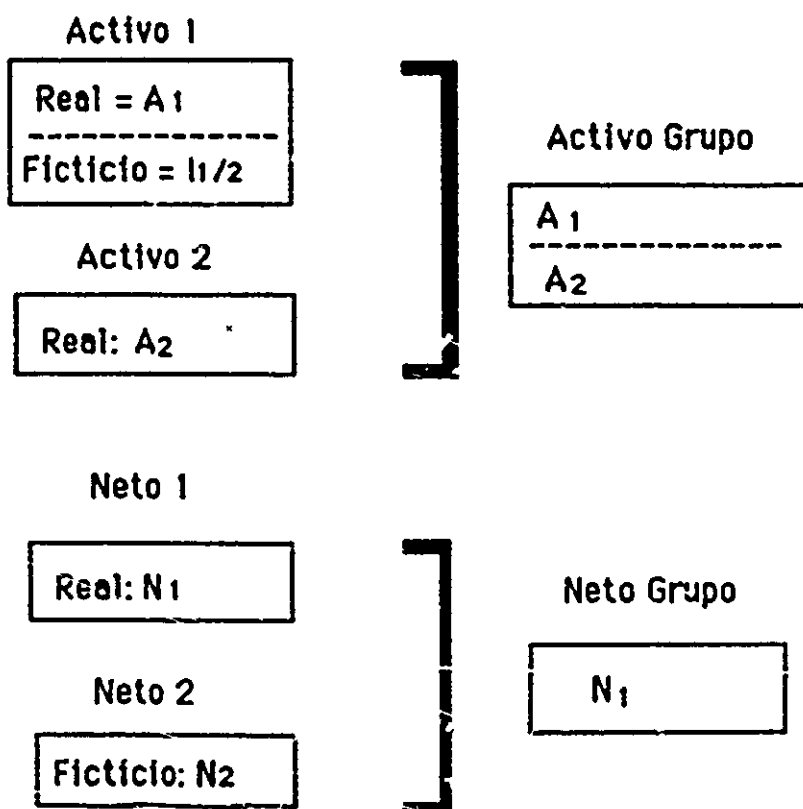 Activo 1
Real = A1
Ficticio = I1/2
Activo 2
Real: A2
Activo Grupo
A1
A2
Neto 1
Real: N1
Neto 2
Ficticio: N2
Neto Grupo
N1